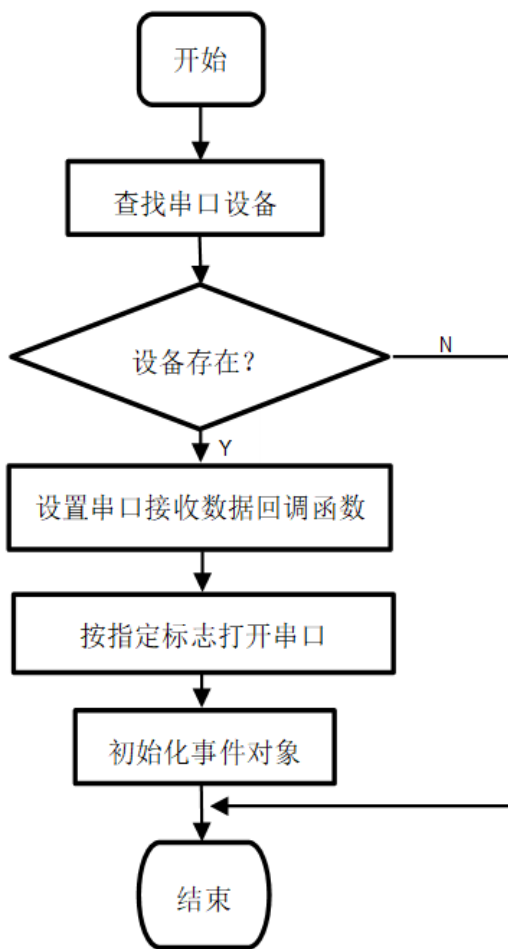 开始
查找串口设备
设备存在？
N
Y
设置串口接收数据回调函数
按指定标志打开串口
初始化事件对象
结束